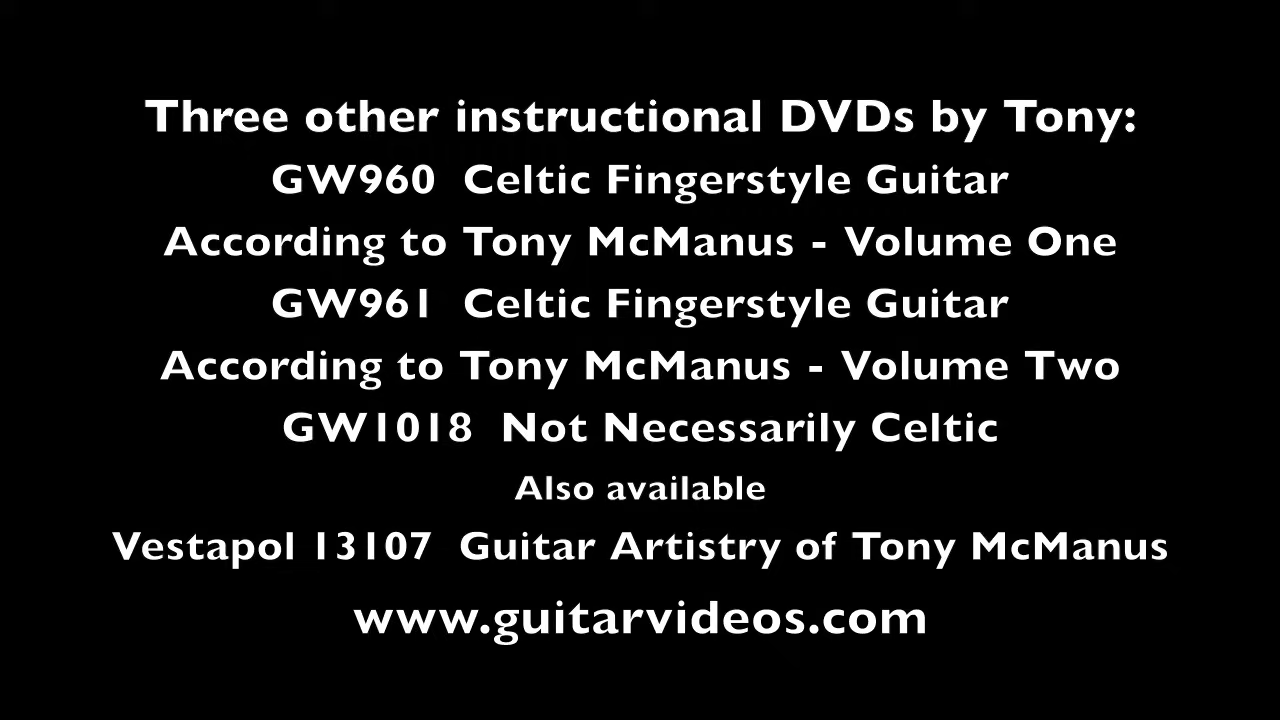 Three other instructional DVDs by Tony:
GW960 Celtic Fingerstyle Guitar
According to Tony McManus - Volume One
GW961 Celtic Fingerstyle Guitar
According to Tony McManus - Volume Two
GW1018 Not Necessarily Celtic
Also available
Vestapol 13107 Guitar Artistry of Tony McManus
www.guitarvideos.com